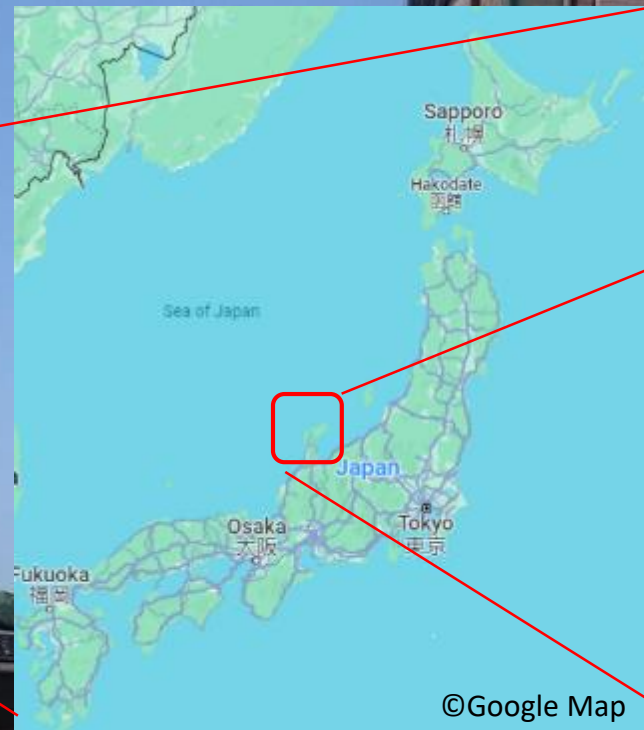 Sapporo
札幌
Hakodate
函館
Sea of Japan
Japan
Osaka
大阪
Tokyo
東京
Fukuoka
福岡
©Google Map